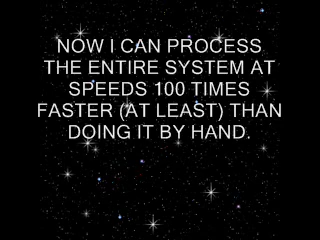 NOW I CAN PROCESS
THE ENTIRE SYSTEM AT
SPEEDS 100 TIMES
FASTER (AT LEAST) THAN
DOING IT BY HAND.